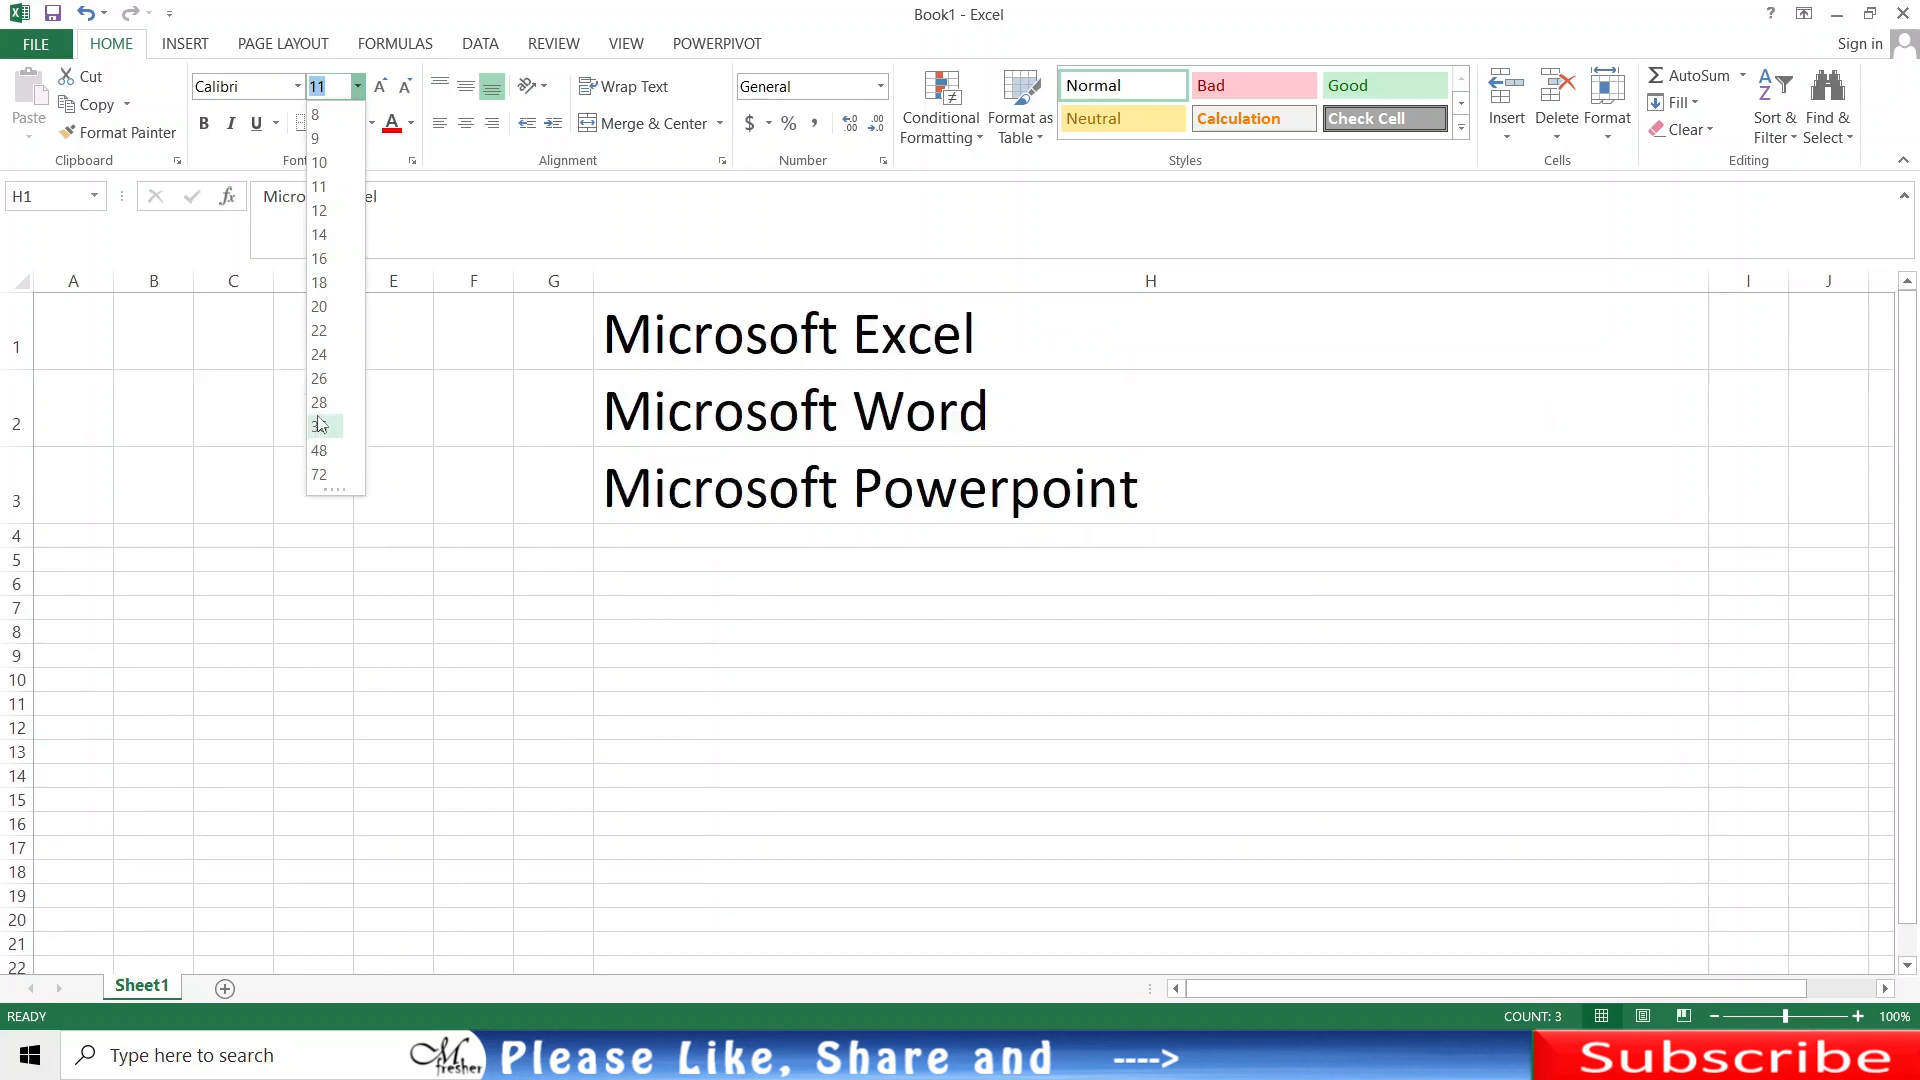 Book1 - Excel
?
FILE HOME INSERT PAGE LAYOUT FORMULAS DATA REVIEW VIEW POWERPIVOT Sign in
Paste
Cut
Copy
Format Painter
Clipboard
Calibri 11
B I U A
Wrap Text
Merge & Center
Alignment
General
$ % ,
Number
Conditional Formatting
Format as Table
Normal Bad Good
Neutral Calculation Check Cell
Styles
Insert Delete Format
Cells
AutoSum
Fill
Clear
Sort & Filter
Find & Select
Editing
8
9
10
11
12
14
16
18
20
22
24
26
28
48
72
H1 fx
A B C E F G H I J
1 Microsoft Excel
2 Microsoft Word
3 Microsoft Powerpoint
4
5
6
7
8
9
10
11
12
13
14
15
16
17
18
19
20
21
22
Sheet1
READY COUNT: 3 100%
Type here to search
M fresher
Please Like, Share and ---->
Subscribe